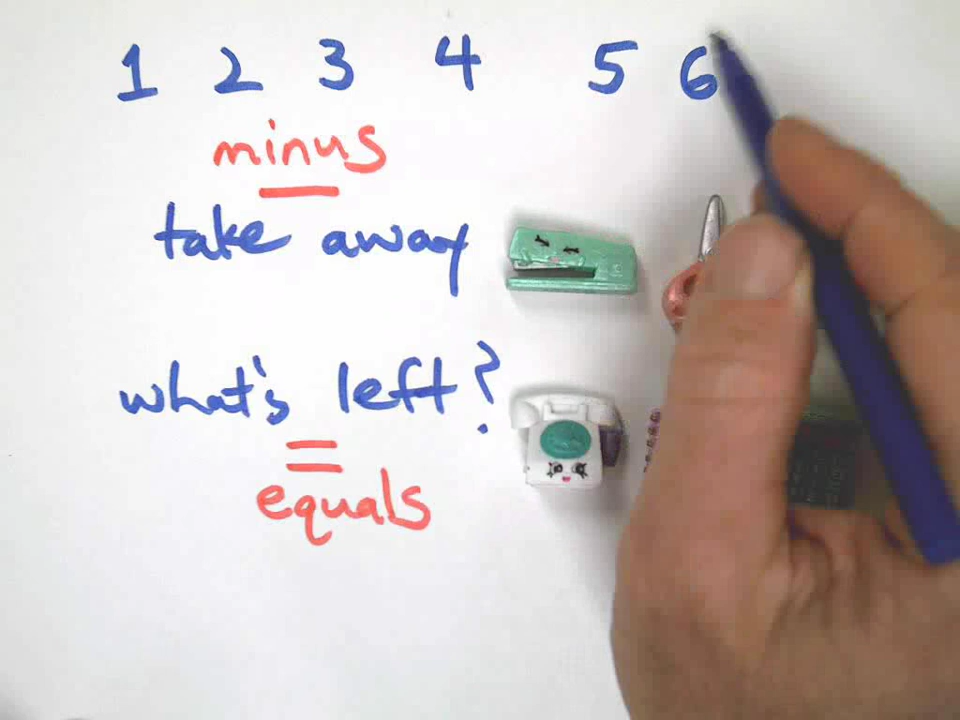 1 2 3 4 5 6
minus
—
take away
what's left?
=
equals